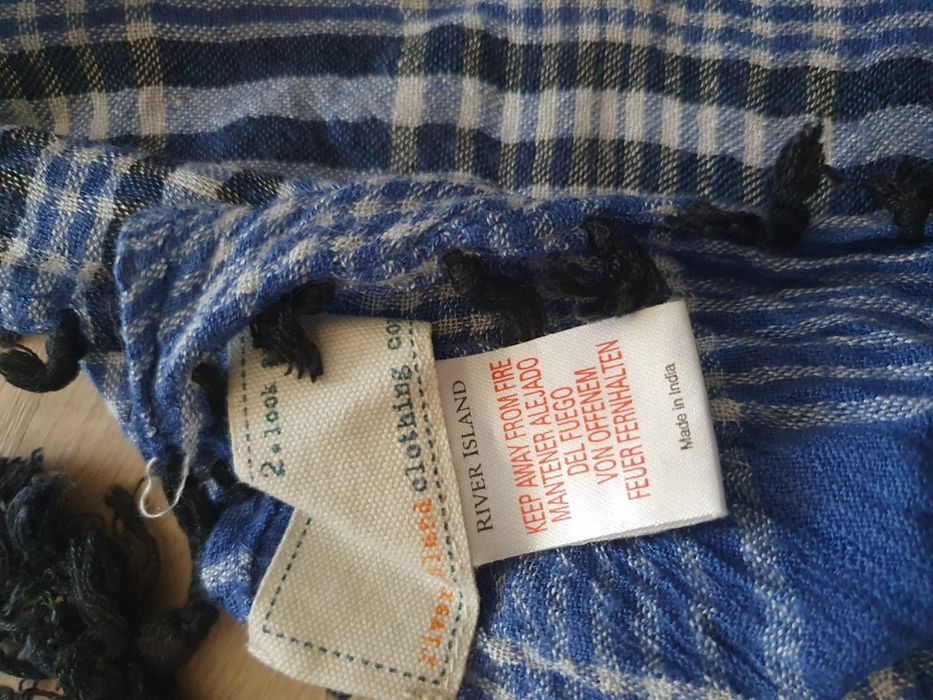 RIVER ISLAND
KEEP AWAY FROM FIRE
MANTENER ALEJADO
DEL FUEGO
VON OFFENEM
FEUER FERNHALTEN
Made in India
2.look
clothing
river island